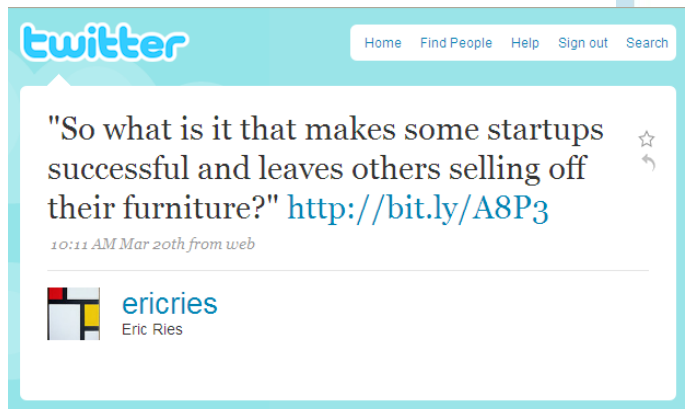 twitter
Home Find People Help Sign out Search
"So what is it that makes some startups
successful and leaves others selling off
their furniture?" http://bit.ly/A8P3
10:11 AM Mar 20th from web
ericries
Eric Ries